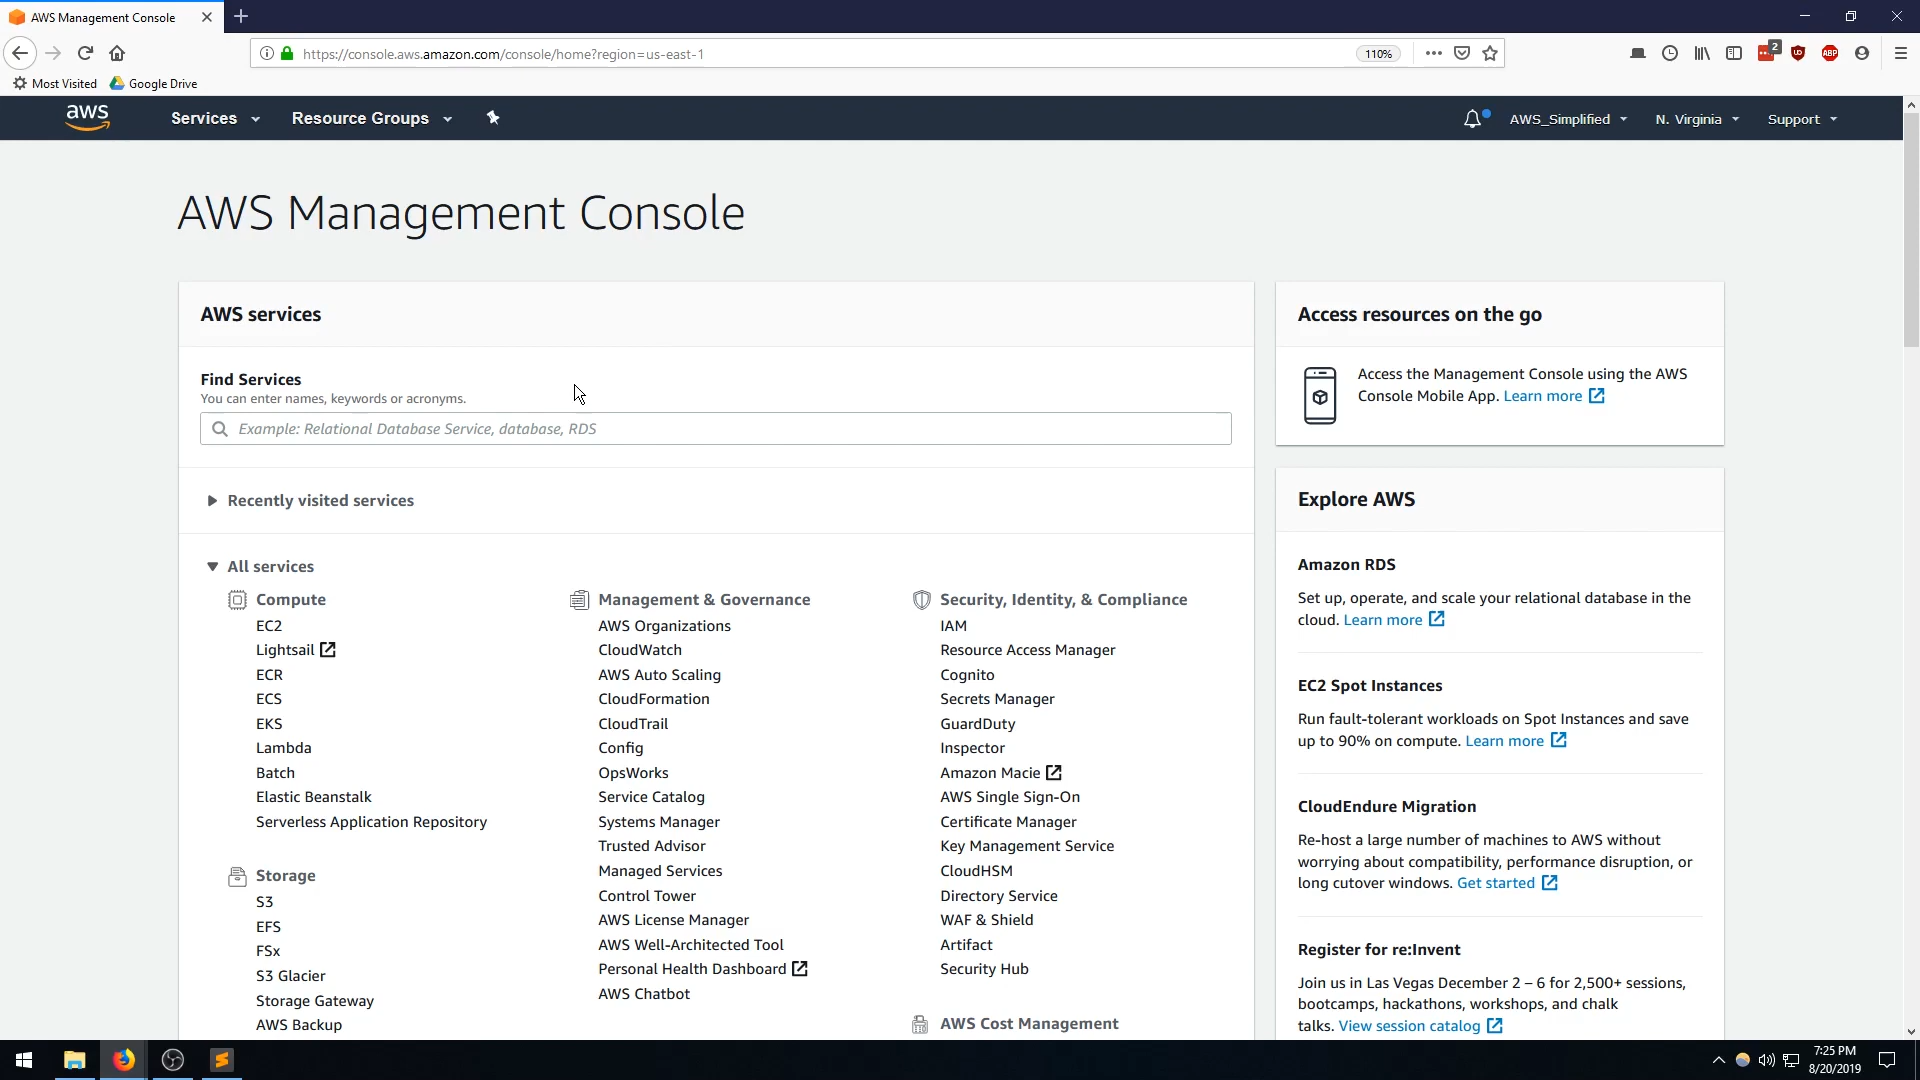 AWS Management Console
https://console.aws.amazon.com/console/home?region=us-east-1
110%
2
UD
ABP
Most Visited
Google Drive
aws
Services
Resource Groups
AWS_Simplified
N. Virginia
Support
AWS Management Console
AWS services
Find Services
You can enter names, keywords or acronyms.
Example: Relational Database Service, database, RDS
Recently visited services
All services
Compute
EC2
Lightsail
ECR
ECS
EKS
Lambda
Batch
Elastic Beanstalk
Serverless Application Repository
Storage
S3
EFS
FSx
S3 Glacier
Storage Gateway
AWS Backup
Management & Governance
AWS Organizations
CloudWatch
AWS Auto Scaling
CloudFormation
CloudTrail
Config
OpsWorks
Service Catalog
Systems Manager
Trusted Advisor
Managed Services
Control Tower
AWS License Manager
AWS Well-Architected Tool
Personal Health Dashboard
AWS Chatbot
Security, Identity, & Compliance
IAM
Resource Access Manager
Cognito
Secrets Manager
GuardDuty
Inspector
Amazon Macie
AWS Single Sign-On
Certificate Manager
Key Management Service
CloudHSM
Directory Service
WAF & Shield
Artifact
Security Hub
AWS Cost Management
Access resources on the go
Access the Management Console using the AWS
Console Mobile App. Learn more
Explore AWS
Amazon RDS
Set up, operate, and scale your relational database in the
cloud. Learn more
EC2 Spot Instances
Run fault-tolerant workloads on Spot Instances and save
up to 90% on compute. Learn more
CloudEndure Migration
Re-host a large number of machines to AWS without
worrying about compatibility, performance disruption, or
long cutover windows. Get started
Register for re:Invent
Join us in Las Vegas December 2 – 6 for 2,500+ sessions,
bootcamps, hackathons, workshops, and chalk
talks. View session catalog
7:25 PM
8/20/2019